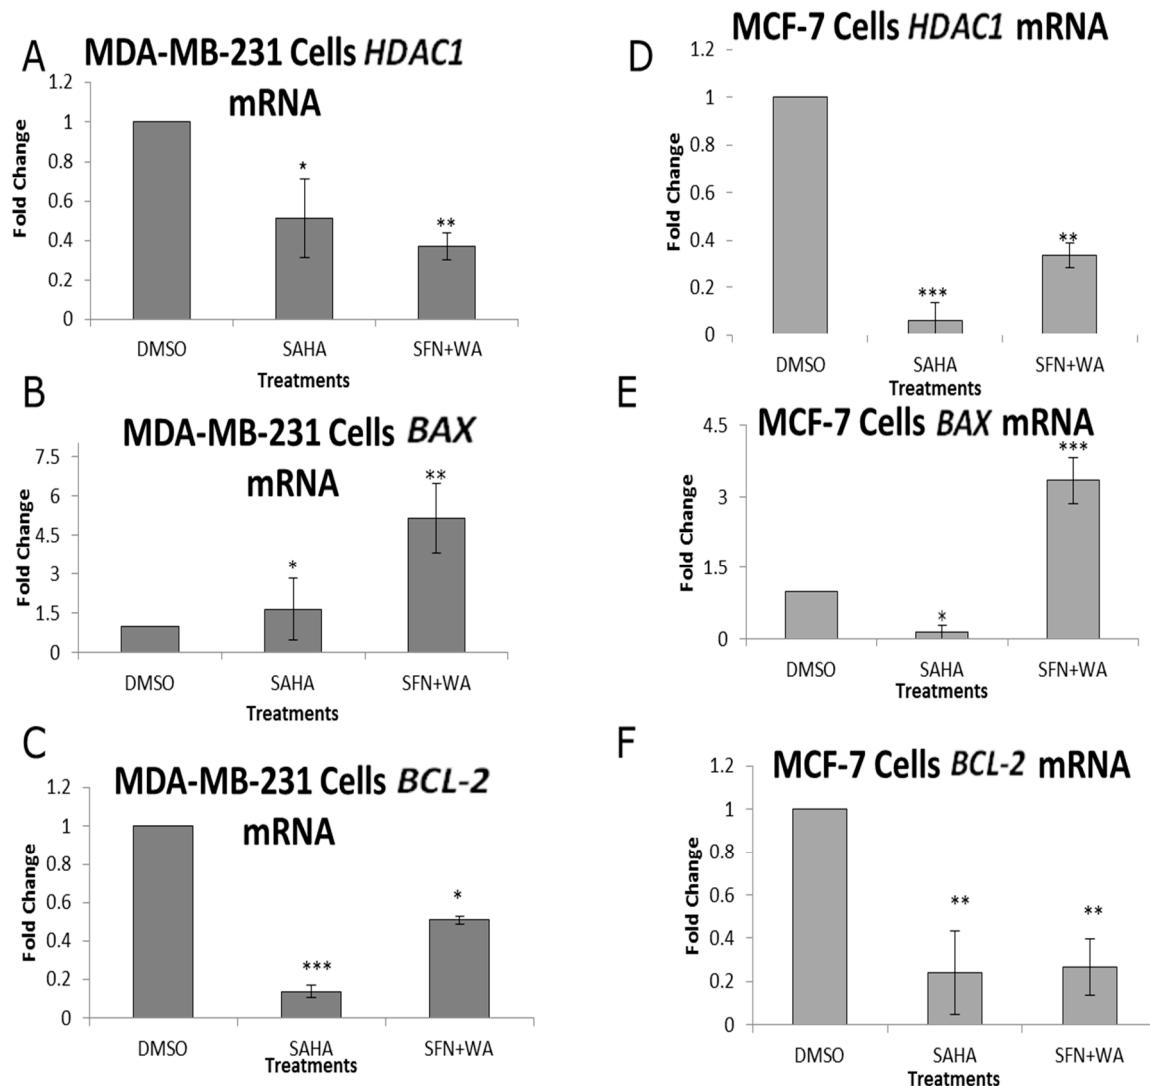 A
MDA-MB-231 Cells HDAC1
mRNA
Fold Change
1.2
1
0.8
0.6
0.4
0.2
0
*
**
DMSO
SAHA
SFN+WA
Treatments
B
MDA-MB-231 Cells BAX
mRNA
Fold Change
7.5
6
4.5
3
1.5
0
*
**
DMSO
SAHA
SFN+WA
Treatments
C
MDA-MB-231 Cells BCL-2
mRNA
Fold Change
1.2
1
0.8
0.6
0.4
0.2
0
***
*
DMSO
SAHA
SFN+WA
Treatments
D
MCF-7 Cells HDAC1 mRNA
Fold Change
1.2
1
0.8
0.6
0.4
0.2
0
***
**
DMSO
SAHA
SFN+WA
Treatments
E
MCF-7 Cells BAX mRNA
Fold Change
4.5
3
1.5
0
*
***
DMSO
SAHA
SFN+WA
Treatments
F
MCF-7 Cells BCL-2 mRNA
Fold Change
1.2
1
0.8
0.6
0.4
0.2
0
**
**
DMSO
SAHA
SFN+WA
Treatments